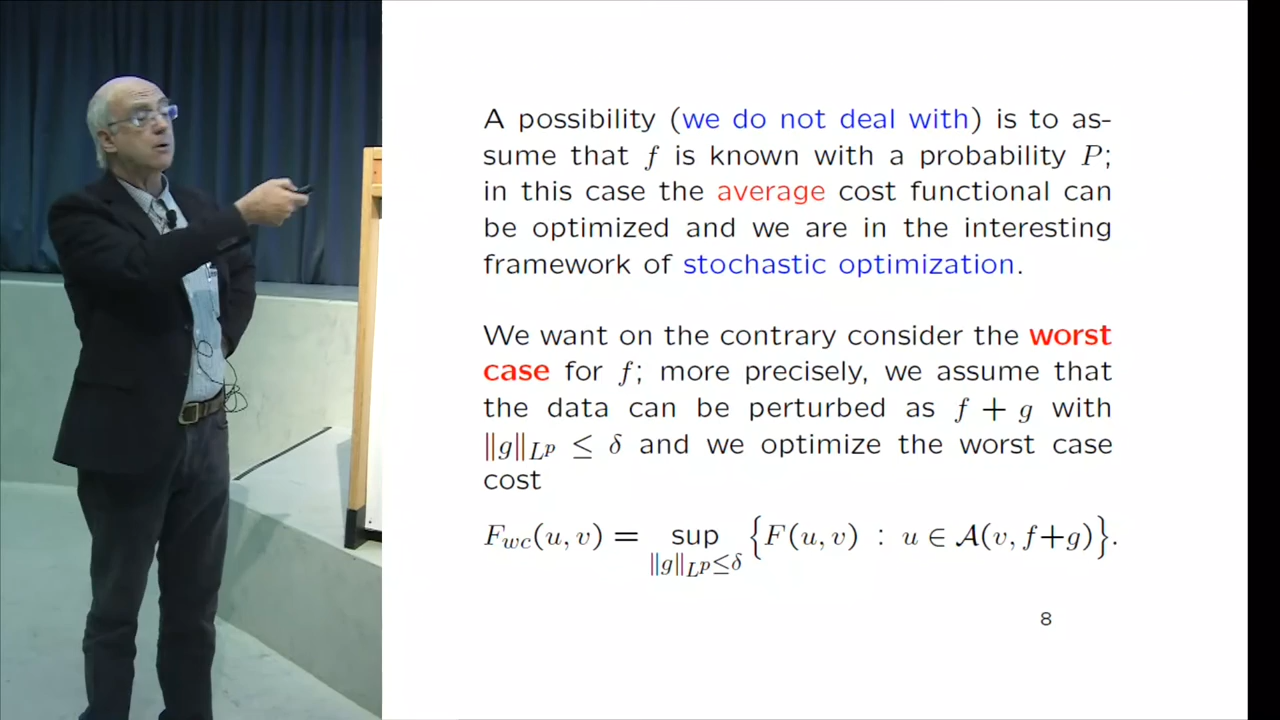 A possibility (we do not deal with) is to as-
sume that f is known with a probability P;
in this case the average cost functional can
be optimized and we are in the interesting
framework of stochastic optimization.
We want on the contrary consider the worst
case for f; more precisely, we assume that
the data can be perturbed as f + g with
‖g‖_{L^p} ≤ δ and we optimize the worst case
cost
F_{wc}(u, v) = sup_{‖g‖_{L^p}≤δ} {F(u, v) : u ∈ 𝒜(v, f+g)}.
8